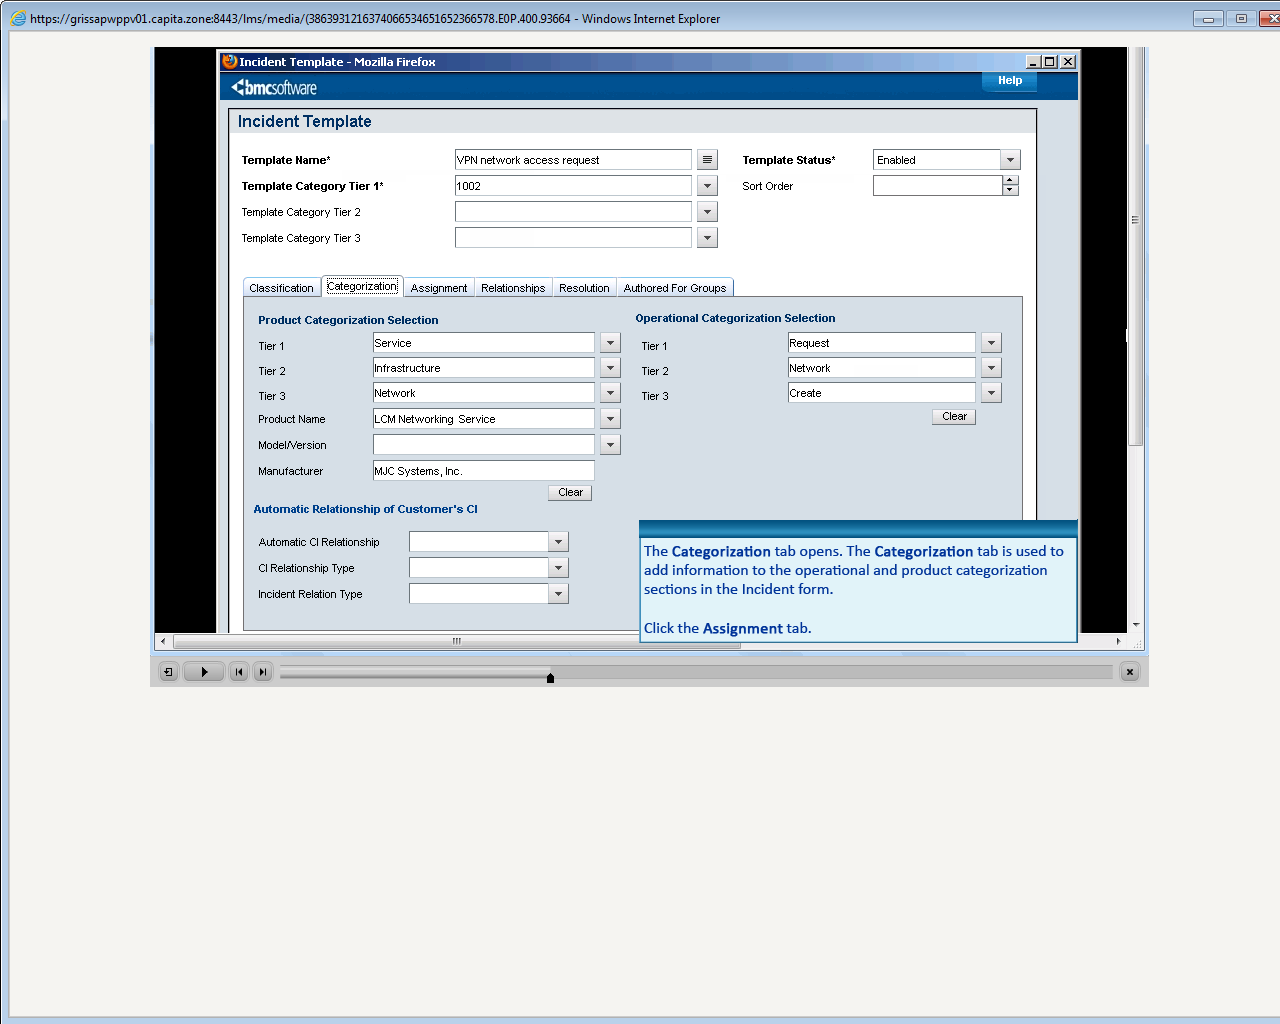 https://grissapwppv01.capita.zone:8443/lms/media/(3863931216374066534651652366578.E0P.400.93664 - Windows Internet Explorer
Incident Template - Mozilla Firefox
bmcsoftware
Help
Incident Template
Template Name* VPN network access request Template Status* Enabled
Template Category Tier 1* 1002 Sort Order
Template Category Tier 2
Template Category Tier 3
Classification Categorization Assignment Relationships Resolution Authored For Groups
Product Categorization Selection Operational Categorization Selection
Tier 1 Service Tier 1 Request
Tier 2 Infrastructure Tier 2 Network
Tier 3 Network Tier 3 Create
Product Name LCM Networking Service Clear
Model/Version
Manufacturer MJC Systems, Inc.
Clear
Automatic Relationship of Customer's CI
Automatic CI Relationship
CI Relationship Type
Incident Relation Type
The Categorization tab opens. The Categorization tab is used to
add information to the operational and product categorization
sections in the Incident form.
Click the Assignment tab.